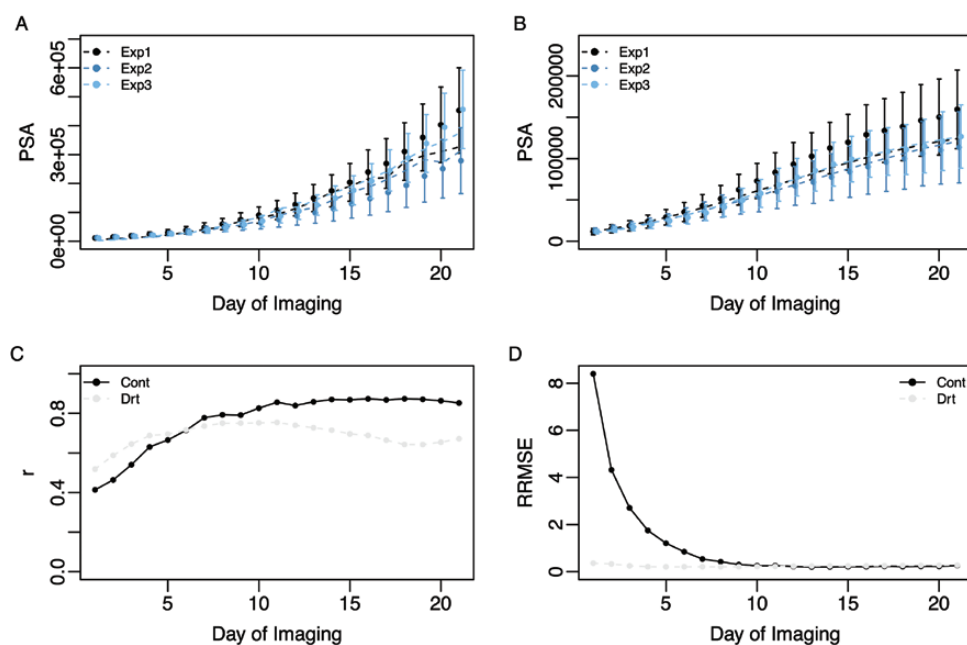 A
PSA
0e+00
3e+05
6e+05
Exp1
Exp2
Exp3
5
10
15
20
Day of Imaging
B
PSA
0
100000
200000
Exp1
Exp2
Exp3
5
10
15
20
Day of Imaging
C
r
0.0
0.4
0.8
Cont
Drt
5
10
15
20
Day of Imaging
D
RRMSE
0
2
4
6
8
Cont
Drt
5
10
15
20
Day of Imaging